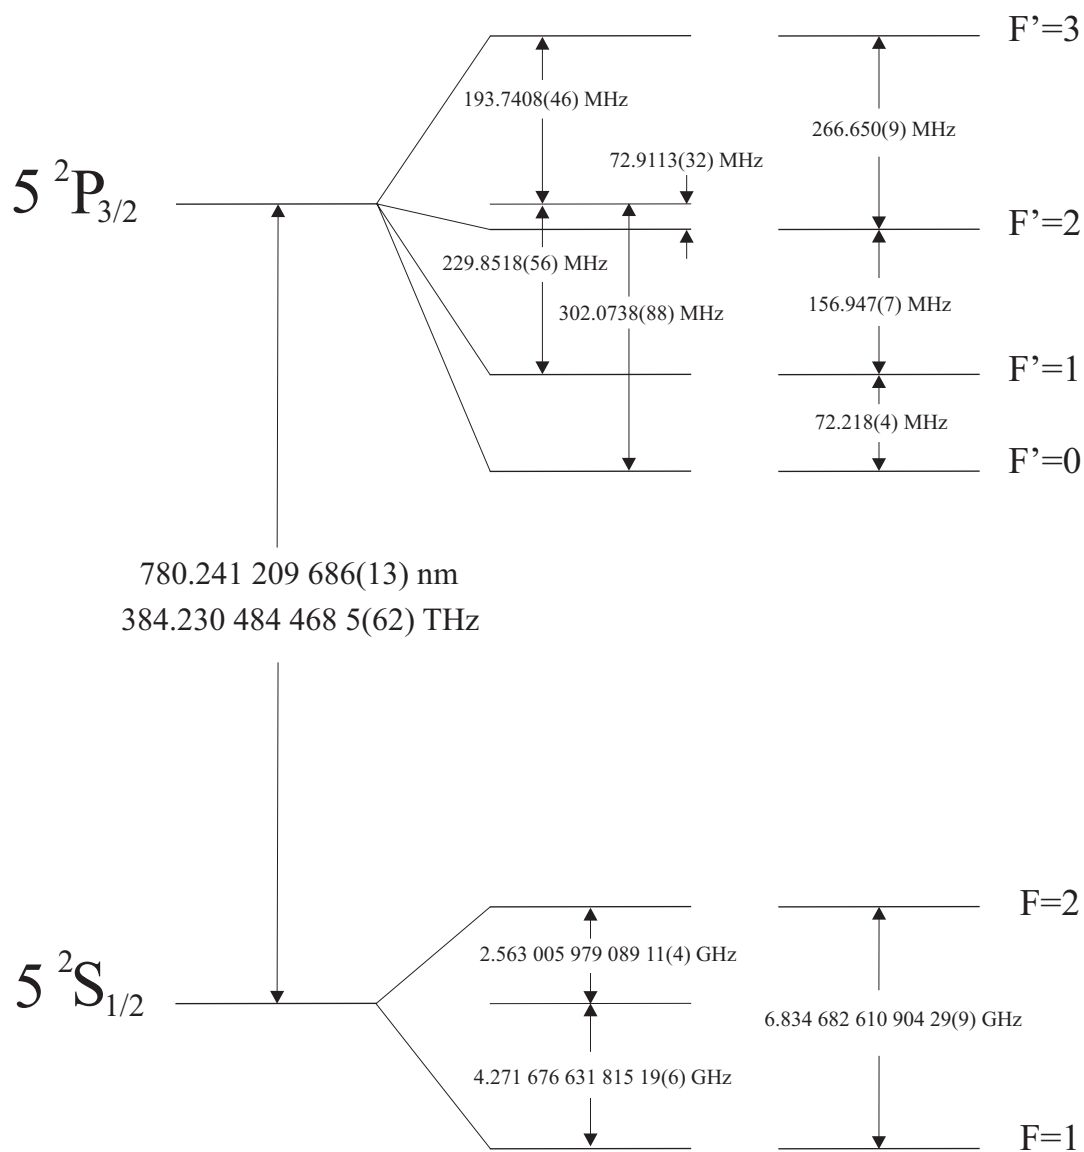 F'=3
193.7408(46) MHz
266.650(9) MHz
72.9113(32) MHz
5 ²P₃/₂
F'=2
229.8518(56) MHz
156.947(7) MHz
302.0738(88) MHz
F'=1
72.218(4) MHz
F'=0
780.241 209 686(13) nm
384.230 484 468 5(62) THz
F=2
2.563 005 979 089 11(4) GHz
5 ²S₁/₂
6.834 682 610 904 29(9) GHz
4.271 676 631 815 19(6) GHz
F=1